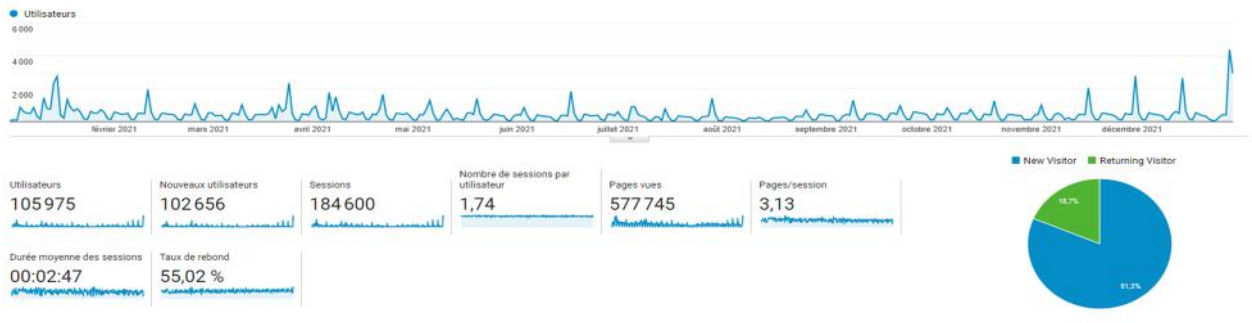 Utilisateurs
6 000
4 000
2 000
février 2021 mars 2021 avril 2021 mai 2021 juin 2021 juillet 2021 août 2021 septembre 2021 octobre 2021 novembre 2021 décembre 2021
New Visitor Returning Visitor
Utilisateurs
105 975
Nouveaux utilisateurs
102 656
Sessions
184 600
Nombre de sessions par
utilisateur
1,74
Pages vues
577 745
Pages/session
3,13
Durée moyenne des sessions
00:02:47
Taux de rebond
55,02 %
18,7%
81,3%